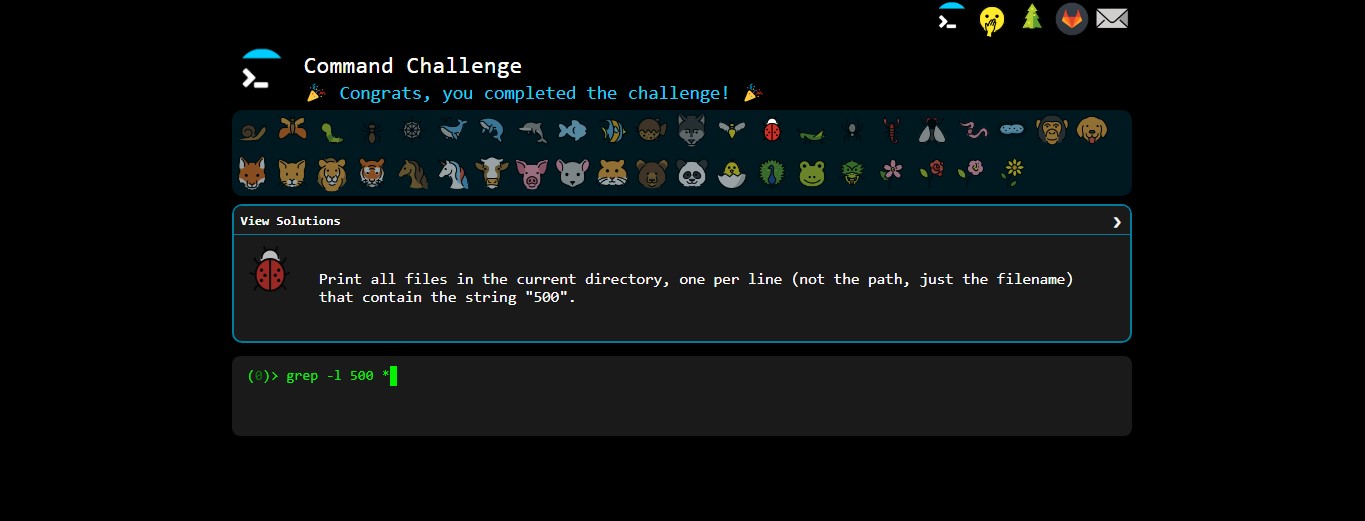 Command Challenge
Congrats, you completed the challenge!
View Solutions
Print all files in the current directory, one per line (not the path, just the filename)
that contain the string "500".
(0)> grep -l 500 *